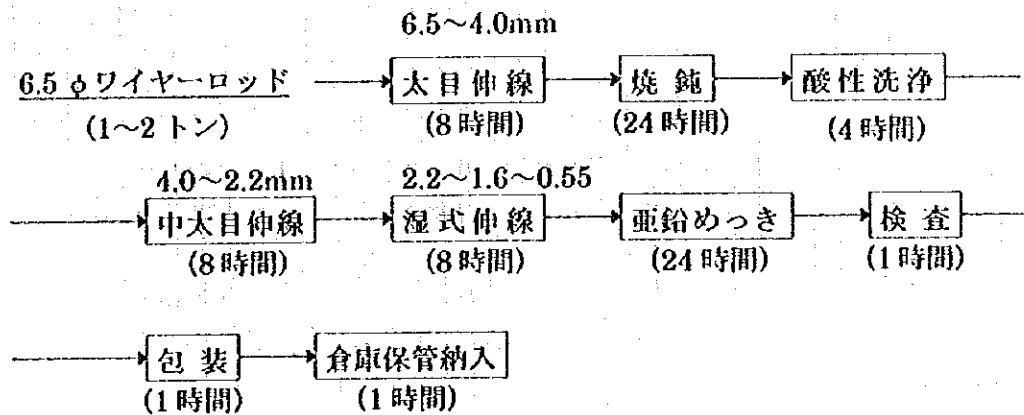 6.5〜4.0mm
6.5 φワイヤーロッド 太目伸線 焼鈍 酸性洗浄
(1〜2 トン) (8 時間) (24 時間) (4 時間)
4.0〜2.2mm 2.2〜1.6〜0.55
中太目伸線 湿式伸線 亜鉛めっき 検査
(8 時間) (8 時間) (24 時間) (1 時間)
包装 倉庫保管納入
(1 時間) (1 時間)